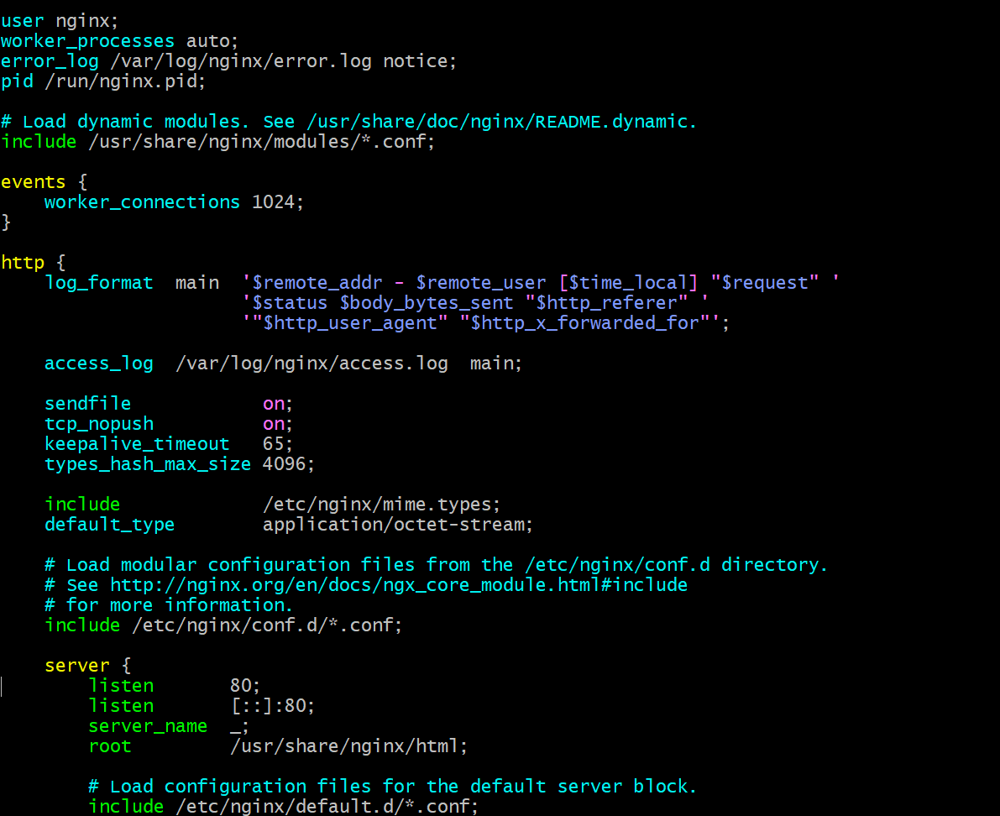 user nginx;
worker_processes auto;
error_log /var/log/nginx/error.log notice;
pid /run/nginx.pid;

# Load dynamic modules. See /usr/share/doc/nginx/README.dynamic.
include /usr/share/nginx/modules/*.conf;

events {
    worker_connections 1024;
}

http {
    log_format  main  '$remote_addr - $remote_user [$time_local] "$request" '
                      '$status $body_bytes_sent "$http_referer" '
                      '"$http_user_agent" "$http_x_forwarded_for"';

    access_log  /var/log/nginx/access.log  main;

    sendfile            on;
    tcp_nopush          on;
    keepalive_timeout   65;
    types_hash_max_size 4096;

    include             /etc/nginx/mime.types;
    default_type        application/octet-stream;

    # Load modular configuration files from the /etc/nginx/conf.d directory.
    # See http://nginx.org/en/docs/ngx_core_module.html#include
    # for more information.
    include /etc/nginx/conf.d/*.conf;

    server {
        listen       80;
        listen       [::]:80;
        server_name  _;
        root         /usr/share/nginx/html;

        # Load configuration files for the default server block.
        include /etc/nginx/default.d/*.conf;